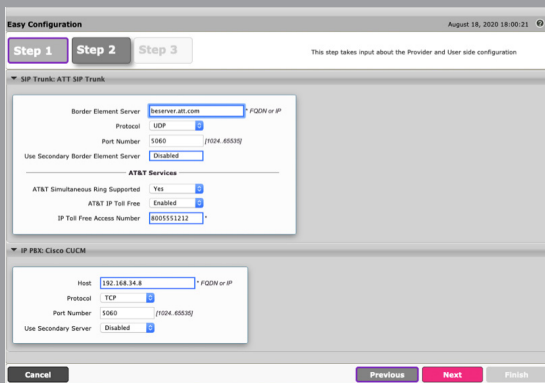 Easy Configuration
August 18, 2020 18:00:21
Step 1
Step 2
Step 3
This step takes input about the Provider and User side configuration
SIP Trunk: ATT SIP Trunk
Border Element Server beserver.att.com * FQDN or IP
Protocol UDP
Port Number 5060 [1024..65535]
Use Secondary Border Element Server Disabled
AT&T Services
AT&T Simultaneous Ring Supported Yes
AT&T IP Toll Free Enabled
IP Toll Free Access Number 8005551212 *
IP PBX: Cisco CUCM
Host 192.168.34.8 * FQDN or IP
Protocol TCP
Port Number 5060 [1024..65535]
Use Secondary Server Disabled
Cancel
Previous
Next
Finish